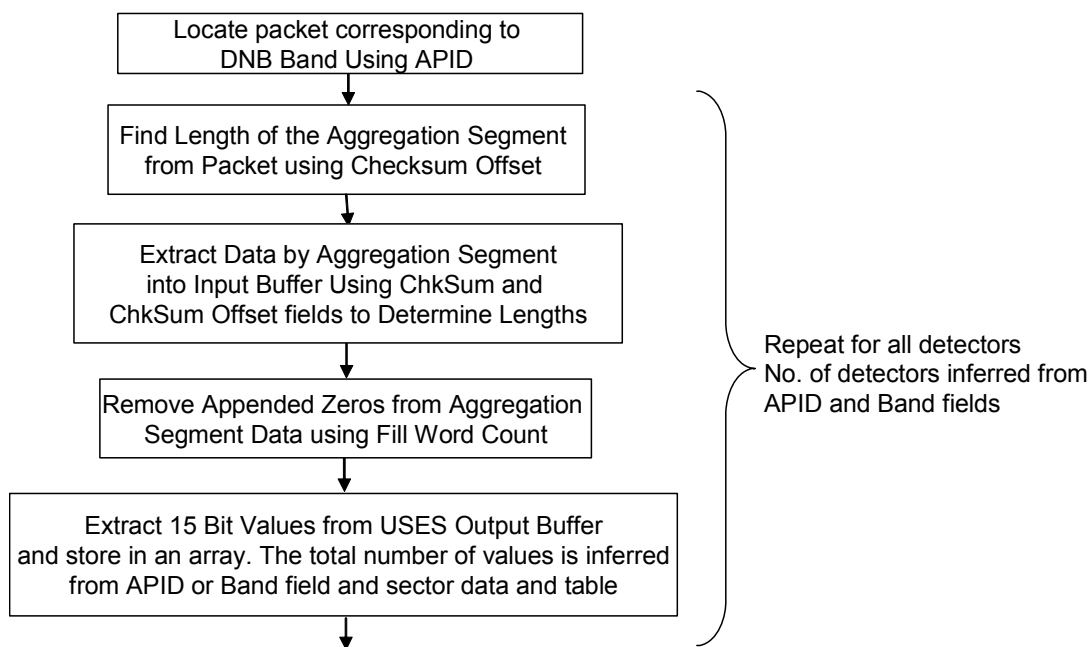 Locate packet corresponding to
DNB Band Using APID
Find Length of the Aggregation Segment
from Packet using Checksum Offset
Extract Data by Aggregation Segment
into Input Buffer Using ChkSum and
ChkSum Offset fields to Determine Lengths
Remove Appended Zeros from Aggregation
Segment Data using Fill Word Count
Extract 15 Bit Values from USES Output Buffer
and store in an array. The total number of values is inferred
from APID or Band field and sector data and table
Repeat for all detectors
No. of detectors inferred from
APID and Band fields